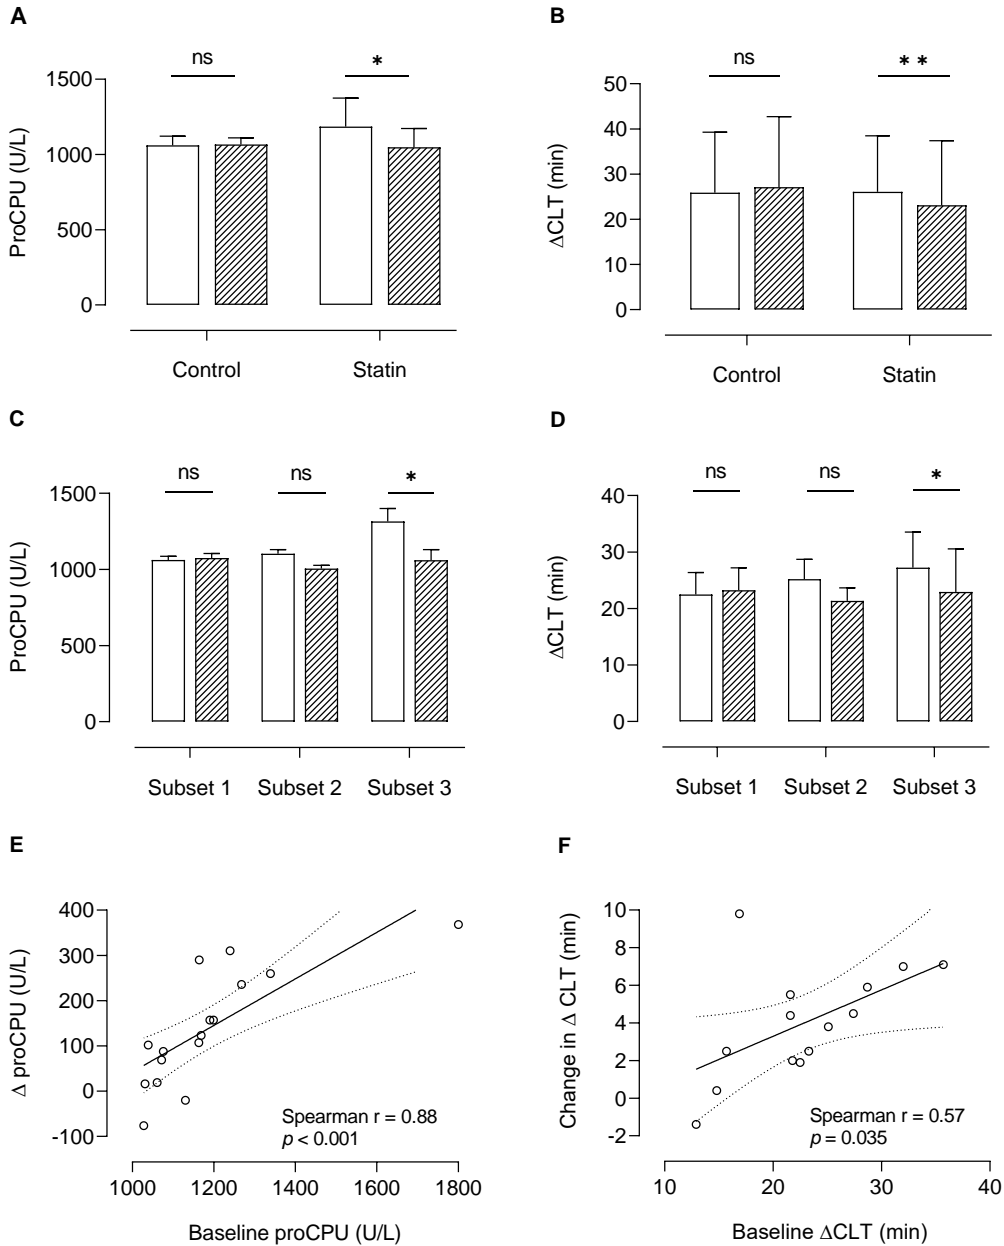 A
ns
*
1500
1000
500
0
ProCPU (U/L)
Control
Statin
B
ns
* *
50
40
30
20
10
0
ΔCLT (min)
Control
Statin
C
ns
ns
*
1500
1000
500
0
ProCPU (U/L)
Subset 1
Subset 2
Subset 3
D
ns
ns
*
40
30
20
10
0
ΔCLT (min)
Subset 1
Subset 2
Subset 3
E
400
300
200
100
0
-100
Δ proCPU (U/L)
Spearman r = 0.88
p < 0.001
1000
1200
1400
1600
1800
Baseline proCPU (U/L)
F
10
8
6
4
2
0
-2
Change in Δ CLT (min)
Spearman r = 0.57
p = 0.035
10
20
30
40
Baseline ΔCLT (min)